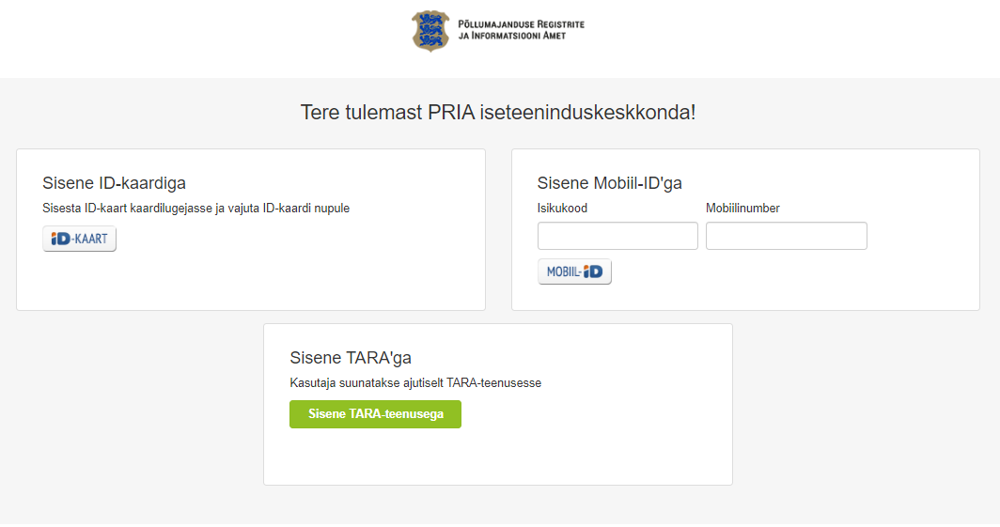 PÕLLUMAJANDUSE REGISTRITE
JA INFORMATSIOONI AMET
Tere tulemast PRIA iseteeninduskeskkonda!
Sisene ID-kaardiga
Sisesta ID-kaart kaardilugejasse ja vajuta ID-kaardi nupule
iD-KAART
Sisene Mobiil-ID'ga
Isikukood Mobiilinumber
MOBIIL-iD
Sisene TARA'ga
Kasutaja suunatakse ajutiselt TARA-teenusesse
Sisene TARA-teenusega